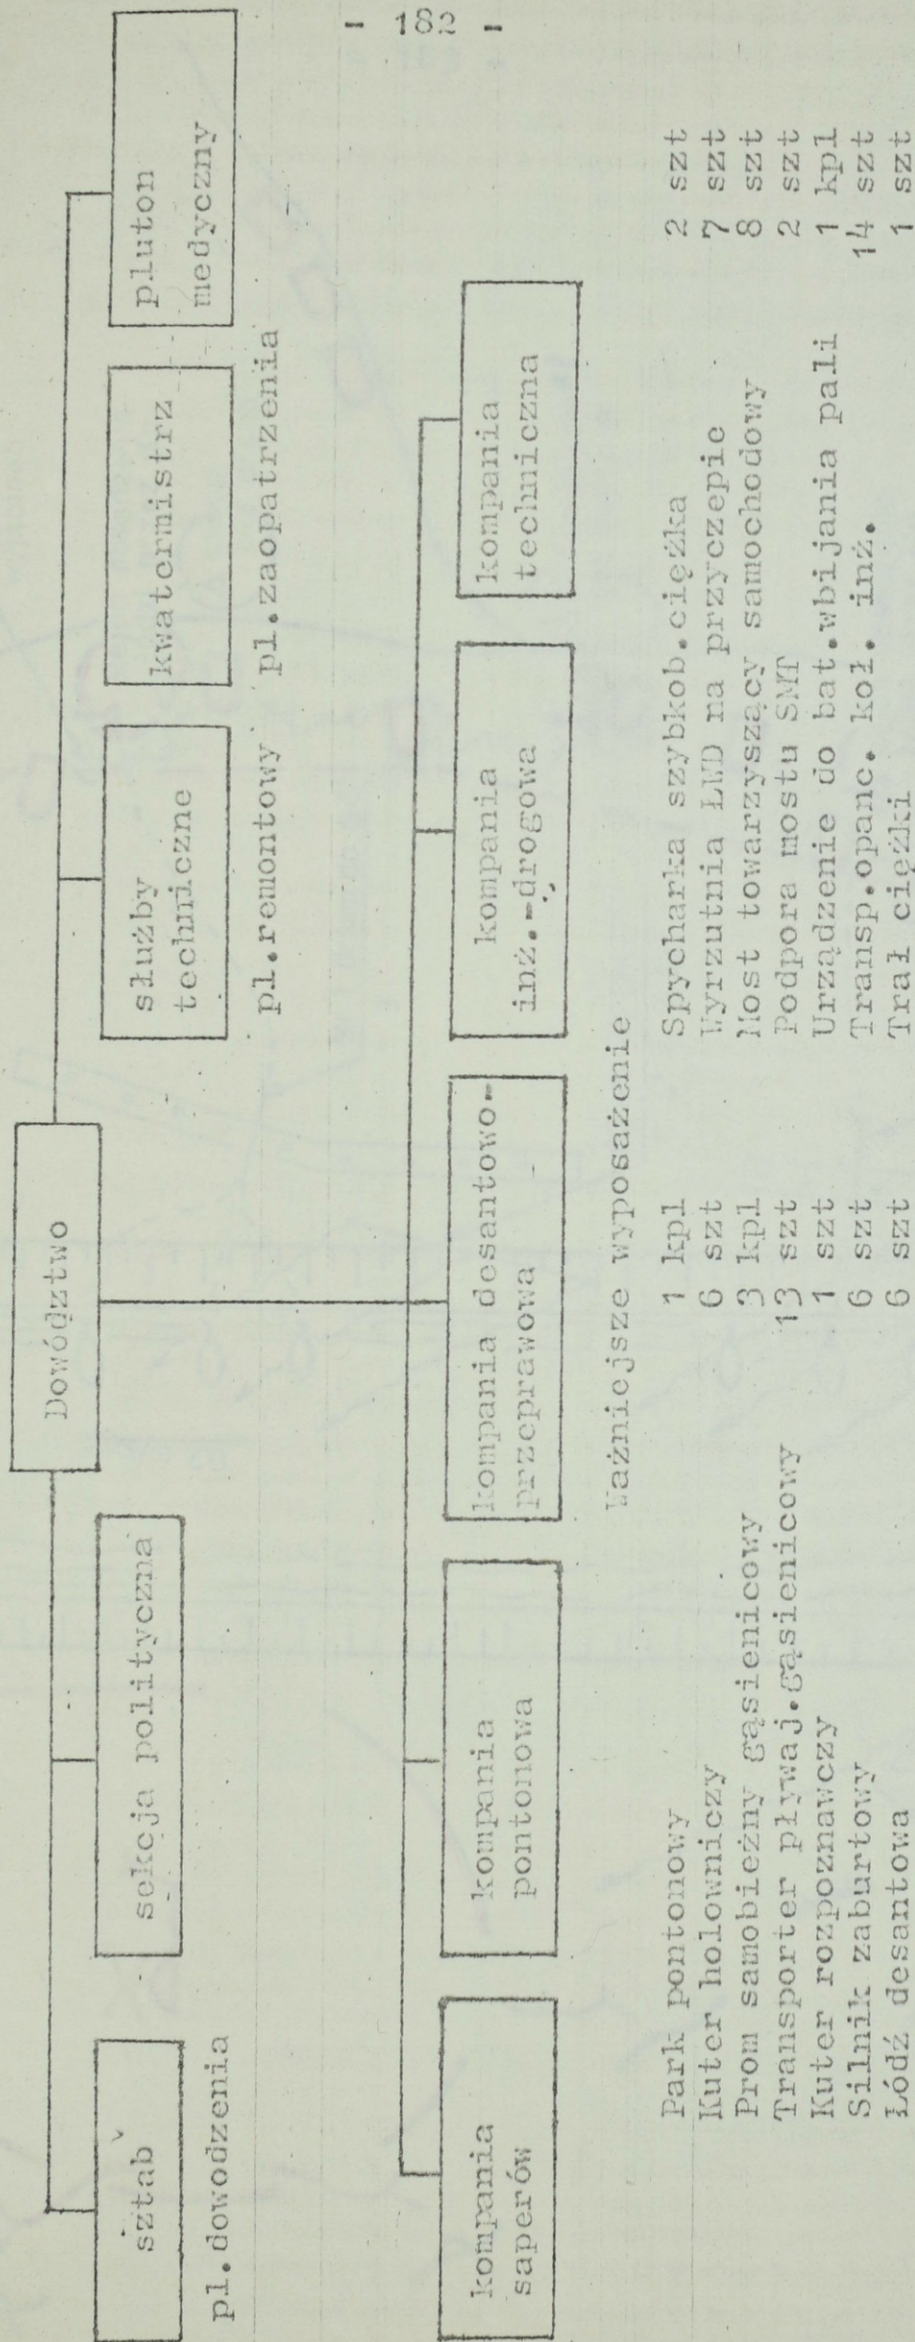 - 182 -
Dowództwo
sztab
sekcja polityczna
służby
techniczne
kwatermistrz
pluton
medyczny
pl.dowodzenia
pl.remontowy
pl.zaopatrzenia
kompania
saperów
kompania
pontonowa
kompania desantowo-
przeprawowa
kompania
inż.-drogowa
kompania
techniczna
Ważniejsze wyposażenie
Park pontonowy 1 kpl
Kuter holowniczy 6 szt
Prom samobieżny gąsienicowy 3 kpl
Transporter pływaj.gąsienicowy 13 szt
Kuter rozpoznawczy 1 szt
Silnik zaburtowy 6 szt
Łódź desantowa 6 szt
Spycharka szybkob.ciężka 2 szt
Wyrzutnia ŁWD na przyczepie 7 szt
Most towarzyszący samochodowy 8 szt
Podpora mostu SMT 2 szt
Urządzenie do bat.wbijania pali 1 kpl
Transp.opanc. koł. inż. 14 szt
Trał ciężki 1 szt